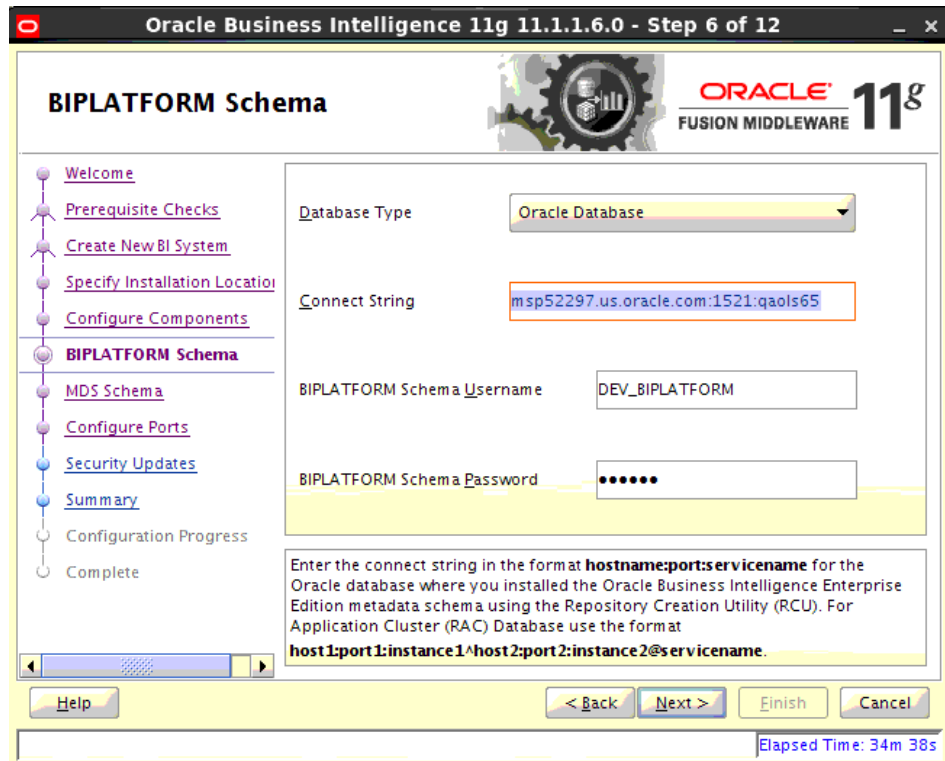 Oracle Business Intelligence 11g 11.1.1.6.0 - Step 6 of 12
BIPLATFORM Schema
ORACLE
FUSION MIDDLEWARE 11g
Welcome
Prerequisite Checks
Create New BI System
Specify Installation Location
Configure Components
BIPLATFORM Schema
MDS Schema
Configure Ports
Security Updates
Summary
Configuration Progress
Complete
Database Type
Oracle Database
Connect String
msp52297.us.oracle.com:1521:qaols65
BIPLATFORM Schema Username
DEV_BIPLATFORM
BIPLATFORM Schema Password
••••••
Enter the connect string in the format hostname:port:servicename for the
Oracle database where you installed the Oracle Business Intelligence Enterprise
Edition metadata schema using the Repository Creation Utility (RCU). For
Application Cluster (RAC) Database use the format
host1:port1:instance1^host2:port2:instance2@servicename.
Help
< Back
Next >
Finish
Cancel
Elapsed Time: 34m 38s